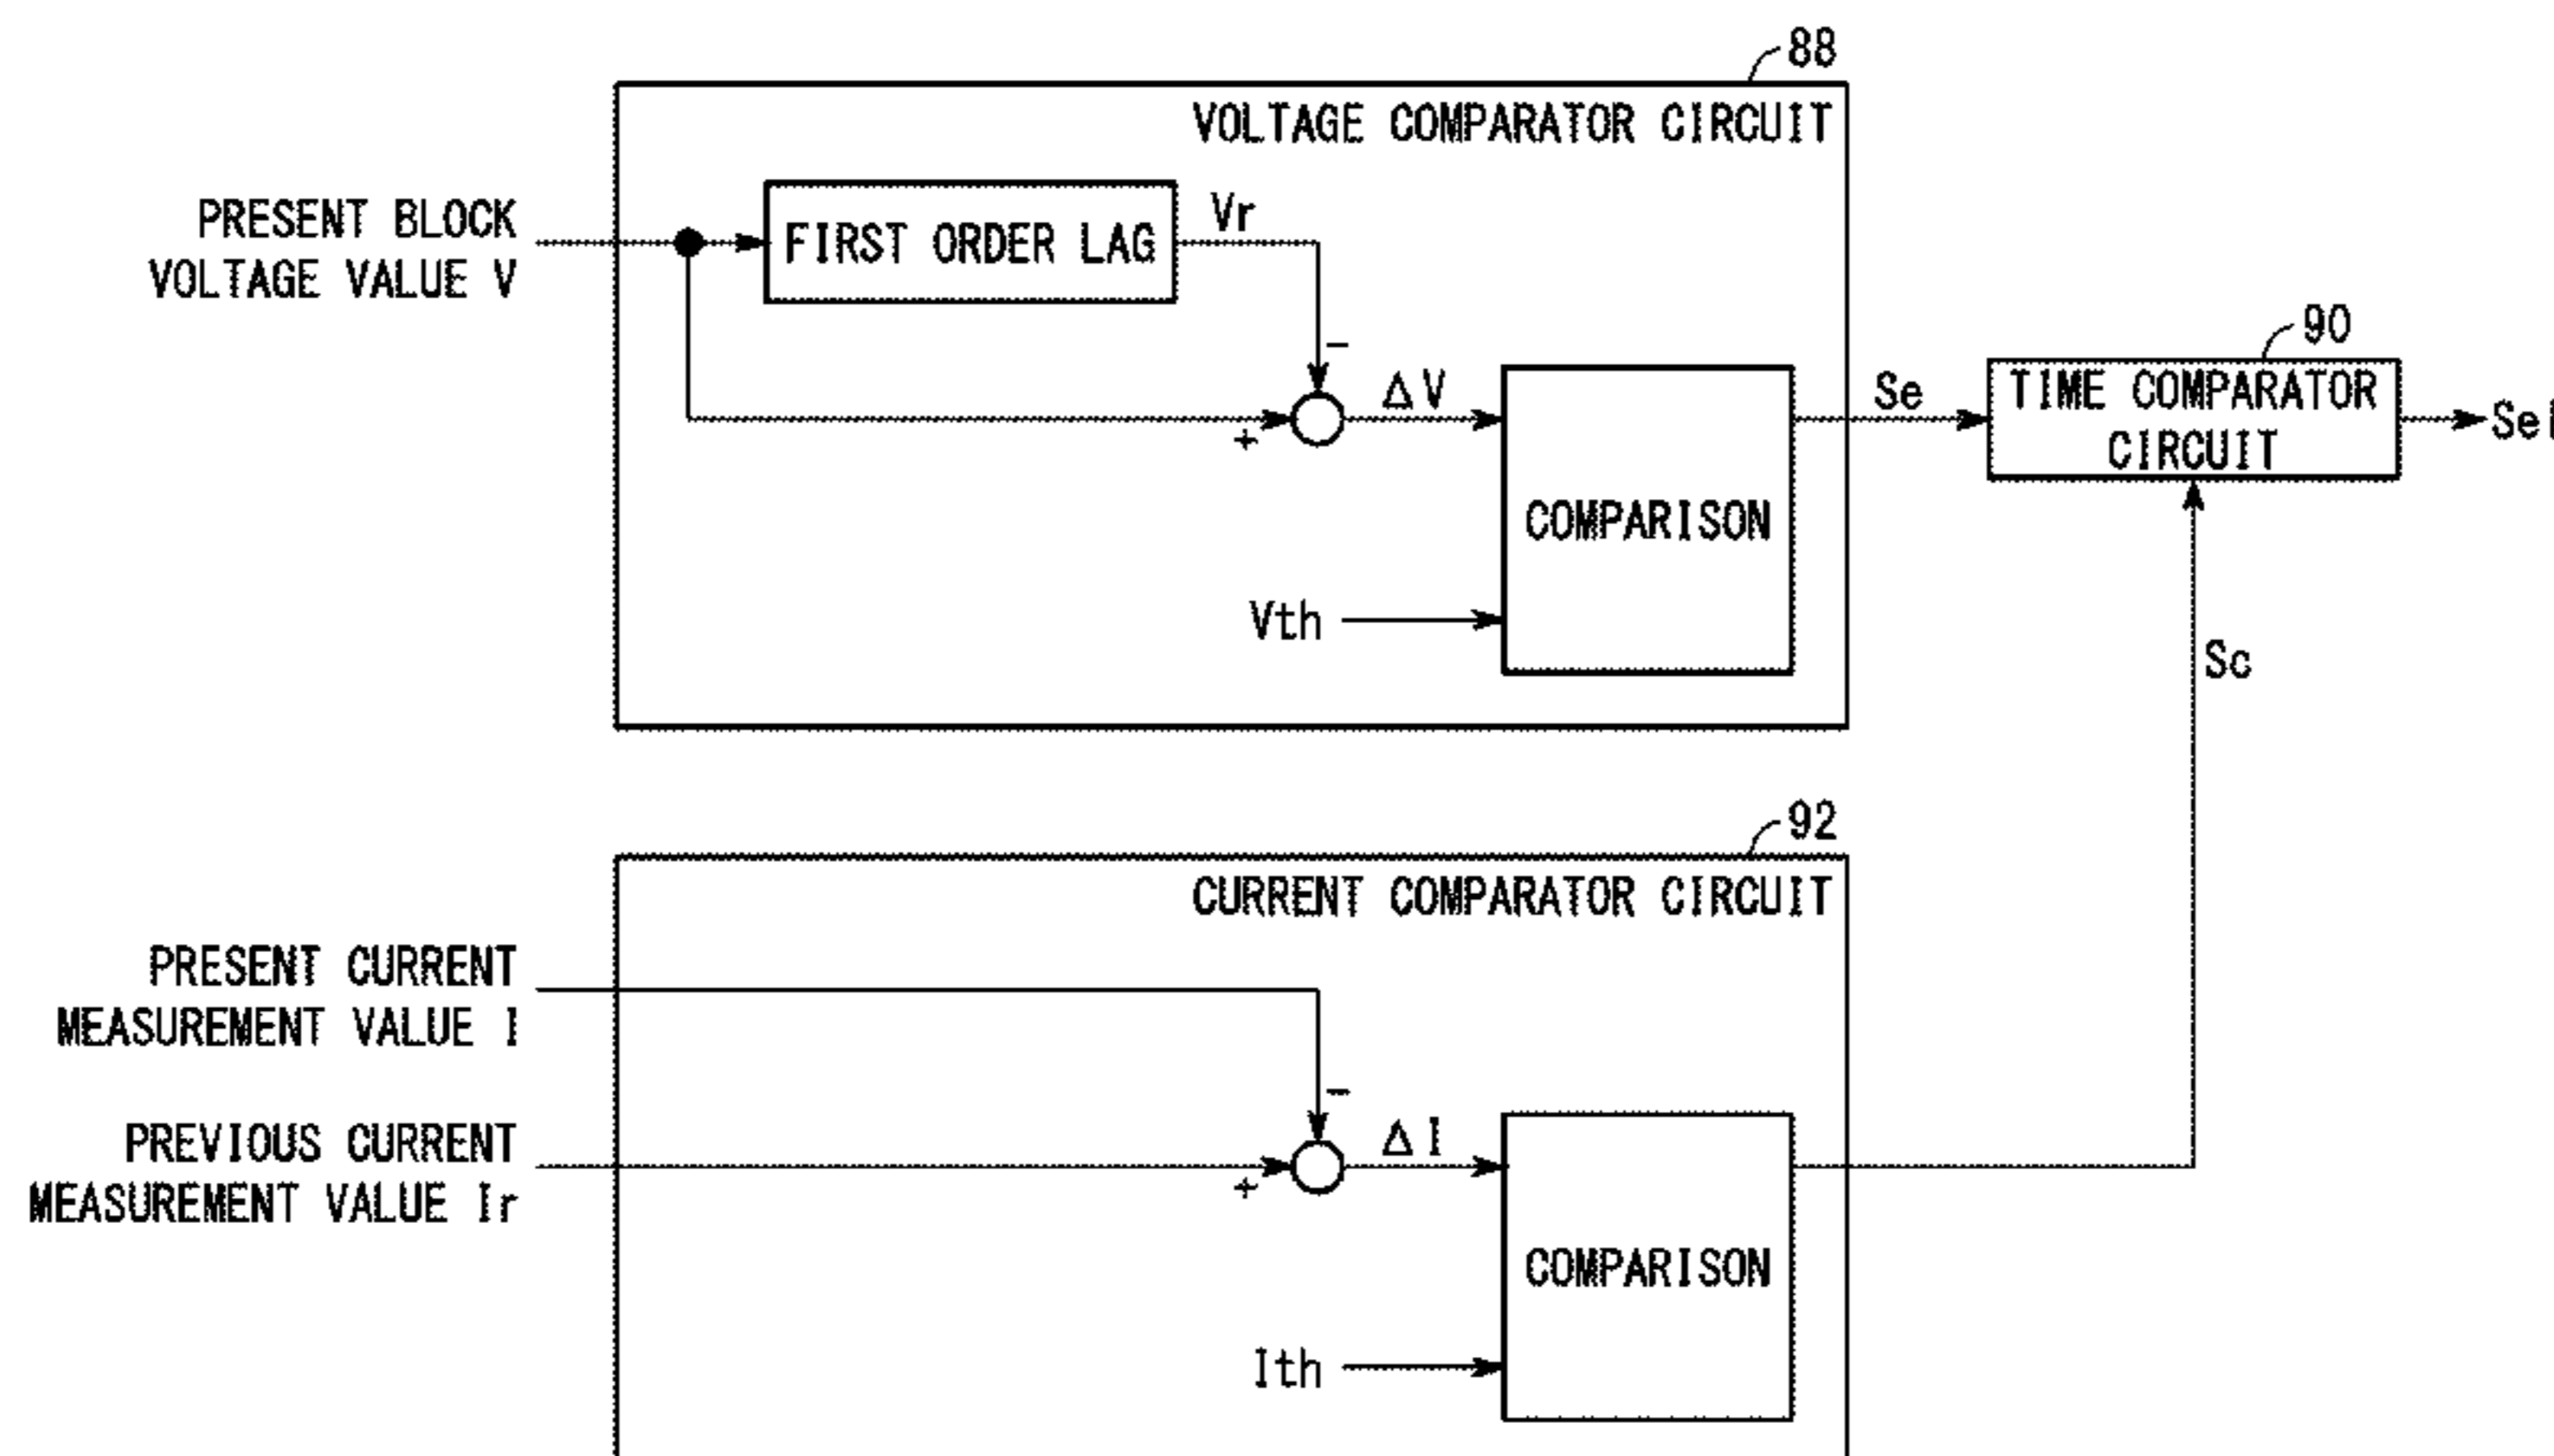 88
VOLTAGE COMPARATOR CIRCUIT
PRESENT BLOCK
VOLTAGE VALUE V
FIRST ORDER LAG
Vr
-
+
ΔV
COMPARISON
Vth
Se
90
TIME COMPARATOR
CIRCUIT
Sc
92
CURRENT COMPARATOR CIRCUIT
PRESENT CURRENT
MEASUREMENT VALUE I
PREVIOUS CURRENT
MEASUREMENT VALUE Ir
-
+
ΔI
COMPARISON
Ith